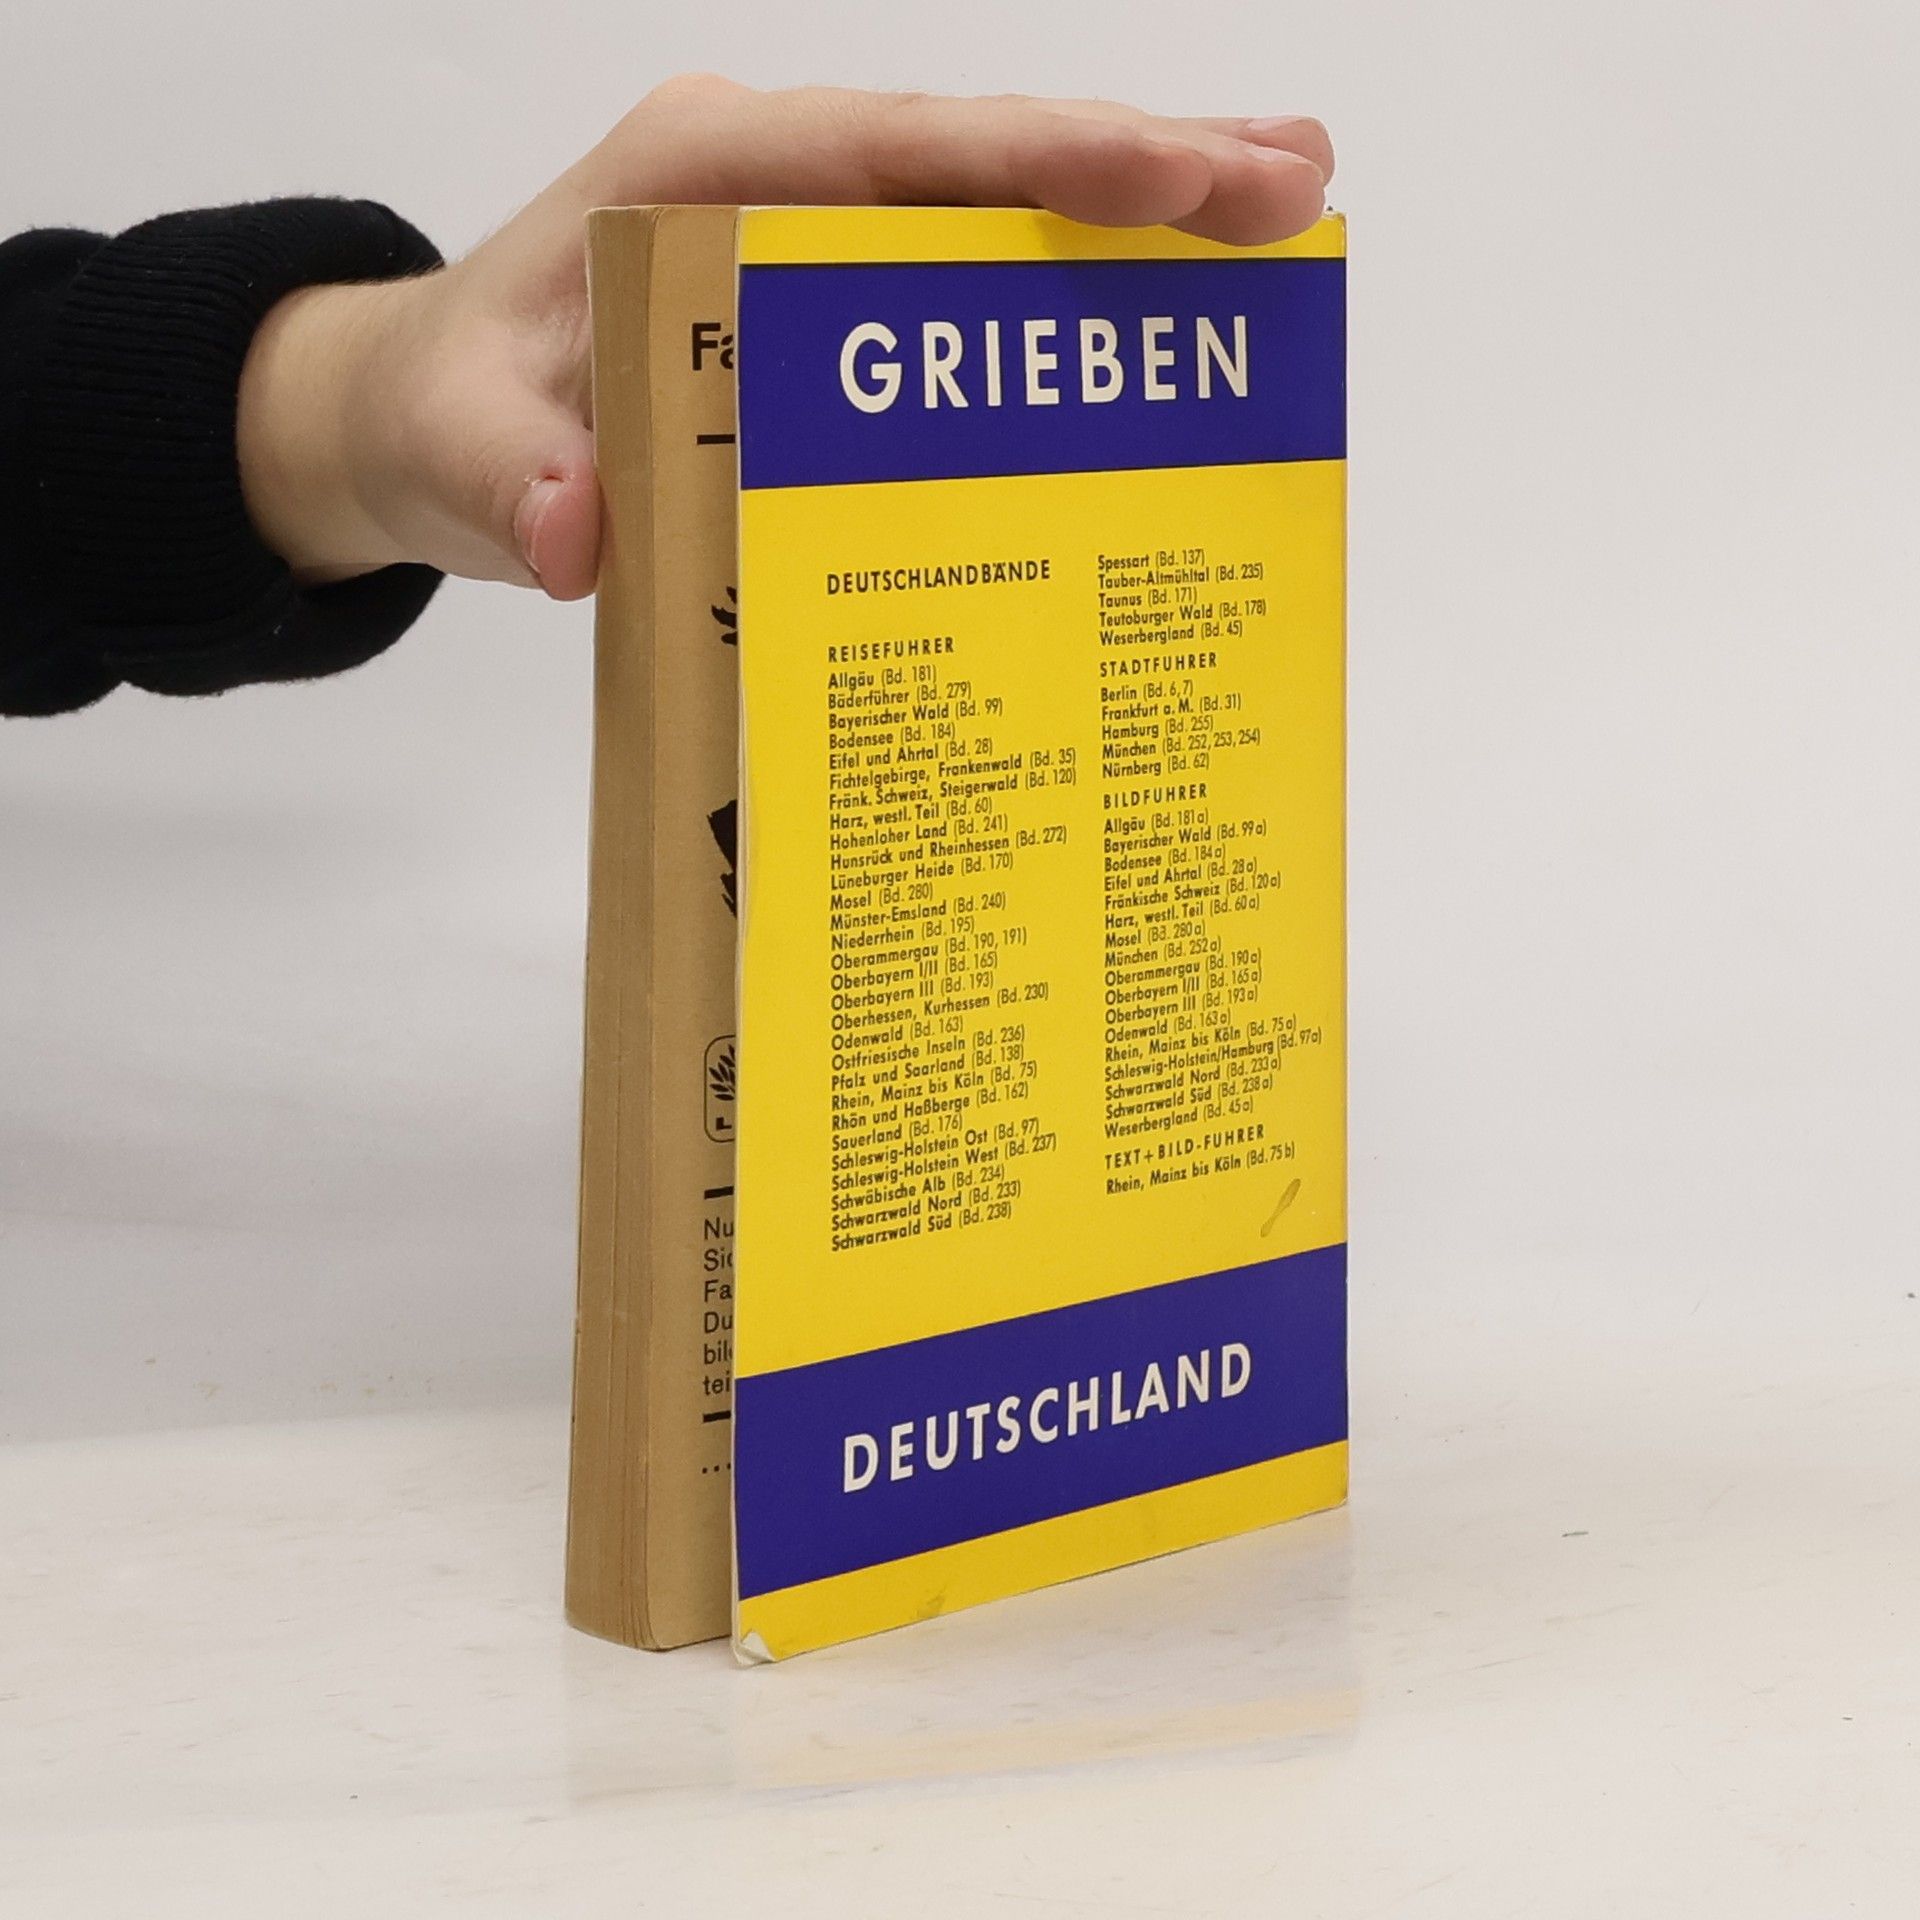 GRIEBEN
DEUTSCHLANDBÄNDE
REISEFUHRER
Allgäu (Bd. 181)
Bäderführer (Bd. 279)
Bayerischer Wald (Bd. 99)
Bodensee (Bd. 184)
Eifel und Ahrtal (Bd. 28)
Fichtelgebirge, Frankenwald (Bd. 35)
Fränk. Schweiz, Steigerwald (Bd. 120)
Harz, westl. Teil (Bd. 60)
Hohenloher Land (Bd. 241)
Hunsrück und Rheinhessen (Bd. 272)
Lüneburger Heide (Bd. 170)
Mosel (Bd. 280)
Münster-Emsland (Bd. 240)
Niederrhein (Bd. 195)
Oberammergau (Bd. 190, 191)
Oberbayern I/II (Bd. 165)
Oberbayern III (Bd. 193)
Oberhessen, Kurhessen (Bd. 230)
Odenwald (Bd. 163)
Ostfriesische Inseln (Bd. 236)
Pfalz und Saarland (Bd. 138)
Rhein, Mainz bis Köln (Bd. 75)
Rhön und Haßberge (Bd. 162)
Sauerland (Bd. 176)
Schleswig-Holstein Ost (Bd. 97)
Schleswig-Holstein West (Bd. 237)
Schwäbische Alb (Bd. 234)
Schwarzwald Nord (Bd. 233)
Schwarzwald Süd (Bd. 238)
Spessart (Bd. 137)
Tauber-Altmühltal (Bd. 235)
Taunus (Bd. 171)
Teutoburger Wald (Bd. 178)
Weserbergland (Bd. 45)
STADTFUHRER
Berlin (Bd. 6, 7)
Frankfurt a. M. (Bd. 31)
Hamburg (Bd. 255)
München (Bd. 252, 253, 254)
Nürnberg (Bd. 62)
BILDFUHRER
Allgäu (Bd. 181 a)
Bayerischer Wald (Bd. 99 a)
Bodensee (Bd. 184 a)
Eifel und Ahrtal (Bd. 28 a)
Fränkische Schweiz (Bd. 120 a)
Harz, westl. Teil (Bd. 60 a)
Mosel (Bd. 280 a)
München (Bd. 252 a)
Oberammergau (Bd. 190 a)
Oberbayern I/II (Bd. 165 a)
Oberbayern III (Bd. 193 a)
Odenwald (Bd. 163 a)
Rhein, Mainz bis Köln (Bd. 75 a)
Schleswig-Holstein/Hamburg (Bd. 97 a)
Schwarzwald Nord (Bd. 233 a)
Schwarzwald Süd (Bd. 238 a)
Weserbergland (Bd. 45 a)
TEXT + BILD-FUHRER
Rhein, Mainz bis Köln (Bd. 75 b)
DEUTSCHLAND